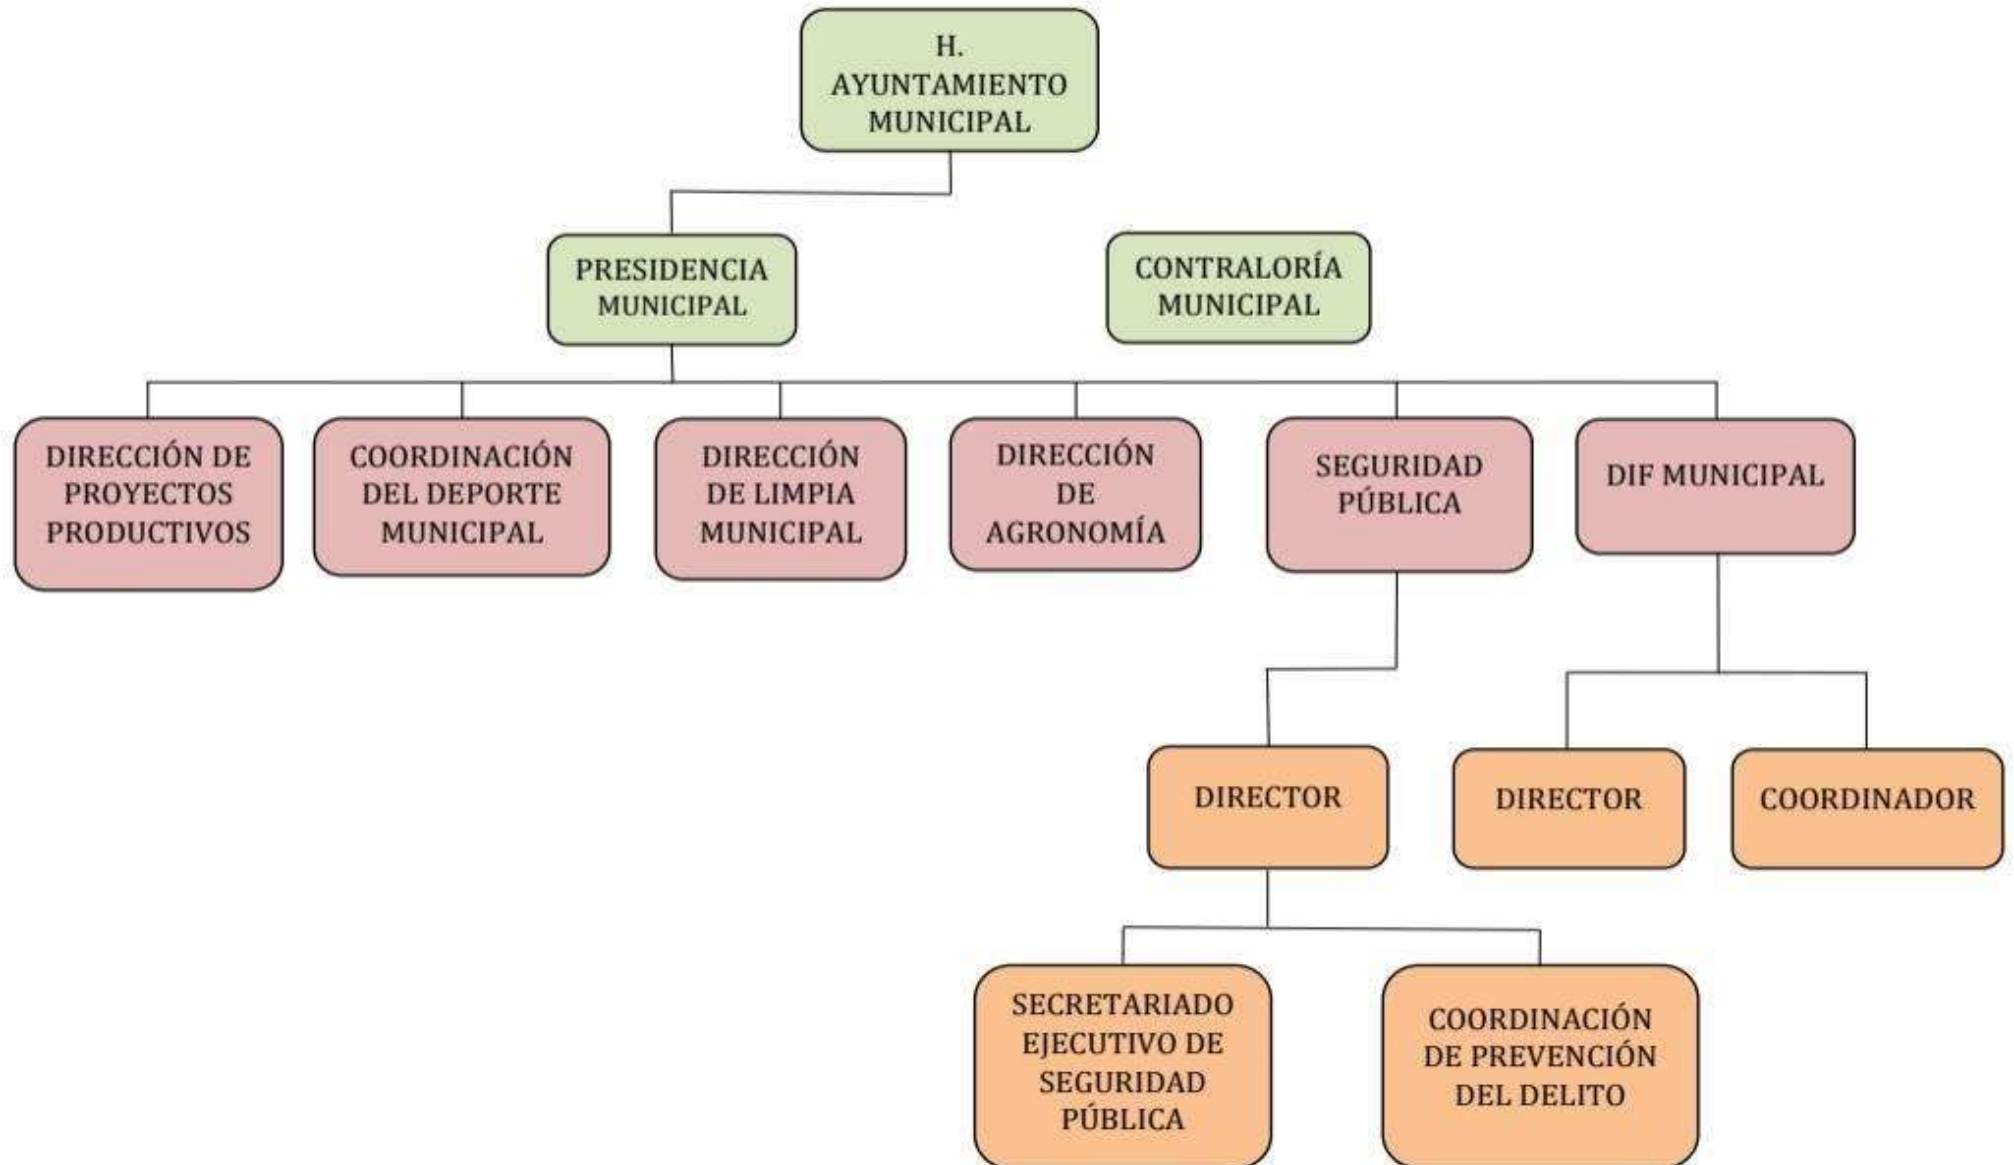 H.
AYUNTAMIENTO
MUNICIPAL
PRESIDENCIA
MUNICIPAL
CONTRALORÍA
MUNICIPAL
DIRECCIÓN DE
PROYECTOS
PRODUCTIVOS
COORDINACIÓN
DEL DEPORTE
MUNICIPAL
DIRECCIÓN
DE LIMPIA
MUNICIPAL
DIRECCIÓN
DE
AGRONOMÍA
SEGURIDAD
PÚBLICA
DIF MUNICIPAL
DIRECTOR
DIRECTOR
COORDINADOR
SECRETARIADO
EJECUTIVO DE
SEGURIDAD
PÚBLICA
COORDINACIÓN
DE PREVENCIÓN
DEL DELITO